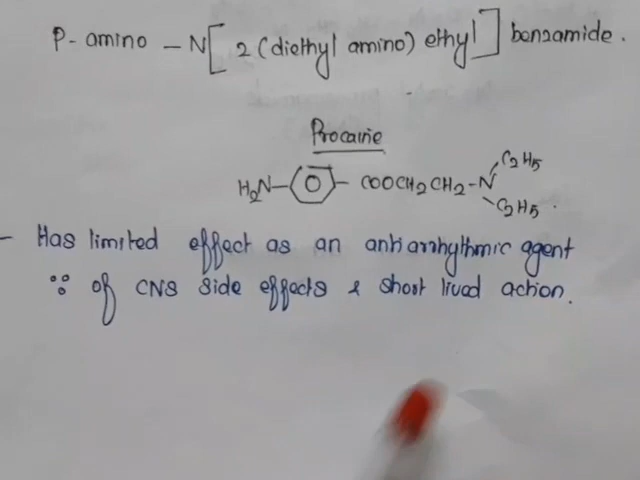 P-amino - N[2(diethyl amino) ethyl] benzamide.
Procaine
H2N- -COOCH2CH2-N
C2H5
C2H5.
- Has limited effect as an antiarrhythmic agent
∵ of CNS side effects & short lived action.